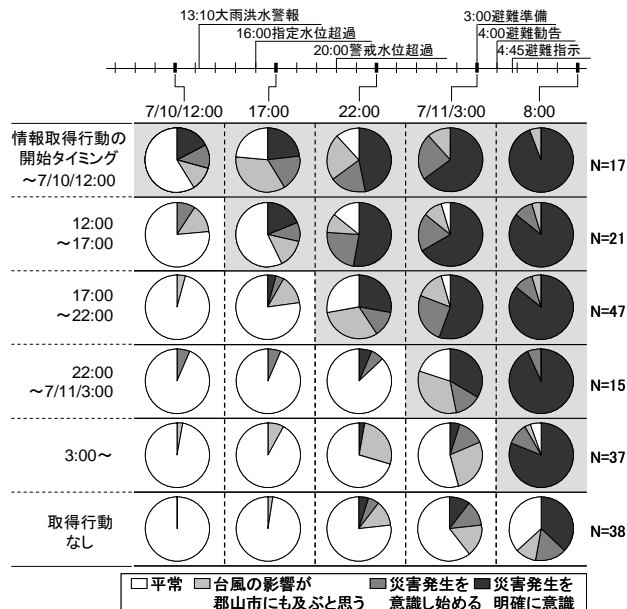 13:10大雨洪水警報
3:00避難準備
16:00指定水位超過
4:00避難勧告
20:00警戒水位超過
4:45避難指示
7/10/12:00 17:00 22:00 7/11/3:00 8:00
情報取得行動の
開始タイミング
～7/10/12:00
N=17
12:00
～17:00
N=21
17:00
～22:00
N=47
22:00
～7/11/3:00
N=15
3:00～
N=37
取得行動
なし
N=38
平常 台風の影響が 災害発生を 災害発生を
郡山市にも及ぶと思う 意識し始める 明確に意識